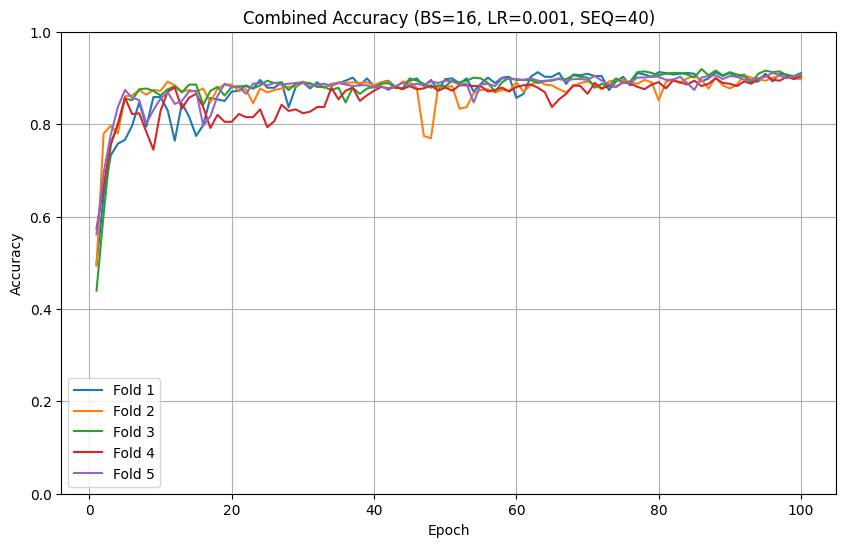 Combined Accuracy (BS=16, LR=0.001, SEQ=40)
1.0
0.8
0.6
0.4
0.2
0.0
Accuracy
Fold 1
Fold 2
Fold 3
Fold 4
Fold 5
0 20 40 60 80 100
Epoch